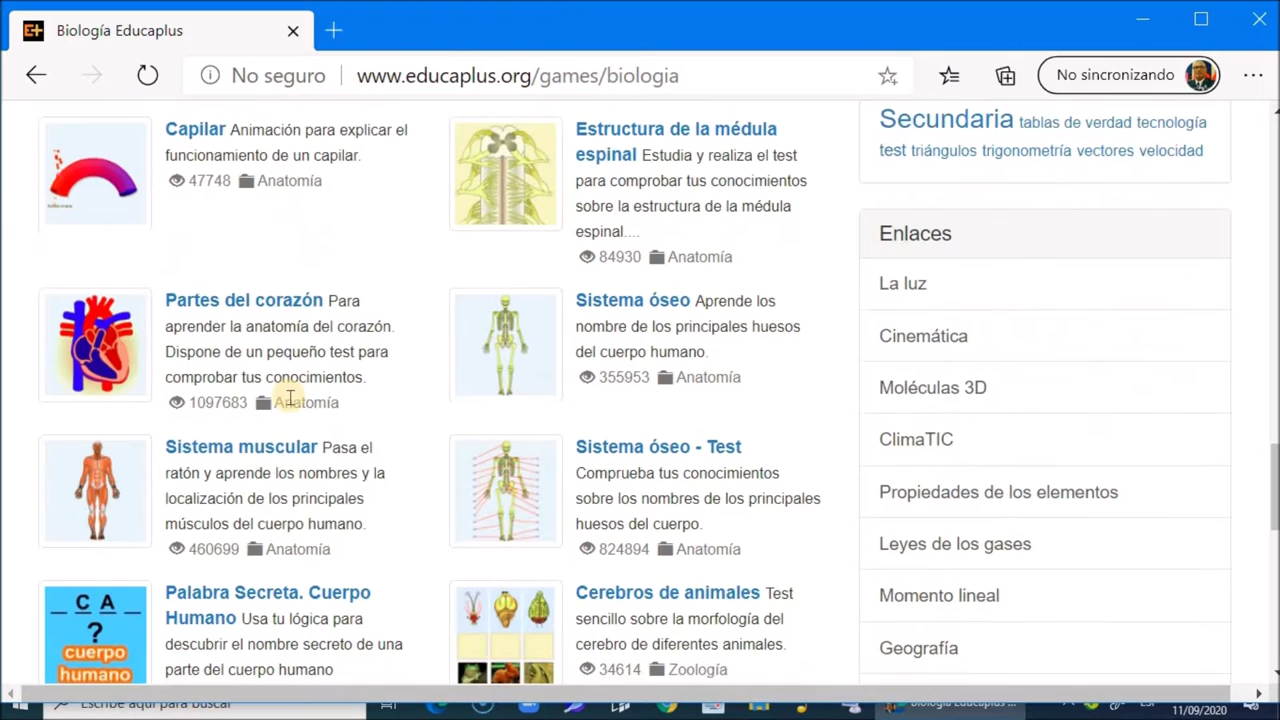 Biología Educaplus
No seguro www.educaplus.org/games/biologia No sincronizando
Capilar Animación para explicar el
funcionamiento de un capilar.
47748 Anatomía
Estructura de la médula
espinal Estudia y realiza el test
para comprobar tus conocimientos
sobre la estructura de la médula
espinal....
84930 Anatomía
Partes del corazón Para
aprender la anatomía del corazón.
Dispone de un pequeño test para
comprobar tus conocimientos.
1097683 Anatomía
Sistema óseo Aprende los
nombre de los principales huesos
del cuerpo humano.
355953 Anatomía
Sistema muscular Pasa el
ratón y aprende los nombres y la
localización de los principales
músculos del cuerpo humano.
460699 Anatomía
Sistema óseo - Test
Comprueba tus conocimientos
sobre los nombres de los principales
huesos del cuerpo.
824894 Anatomía
C A
?
cuerpo
humano
Palabra Secreta. Cuerpo
Humano Usa tu lógica para
descubrir el nombre secreto de una
parte del cuerpo humano
Cerebros de animales Test
sencillo sobre la morfología del
cerebro de diferentes animales.
34614 Zoología
Secundaria tablas de verdad tecnología
test triángulos trigonometría vectores velocidad
Enlaces
La luz
Cinemática
Moléculas 3D
ClimaTIC
Propiedades de los elementos
Leyes de los gases
Momento lineal
Geografía
Escribe aquí para buscar
Biología Educaplus ...
11/09/2020